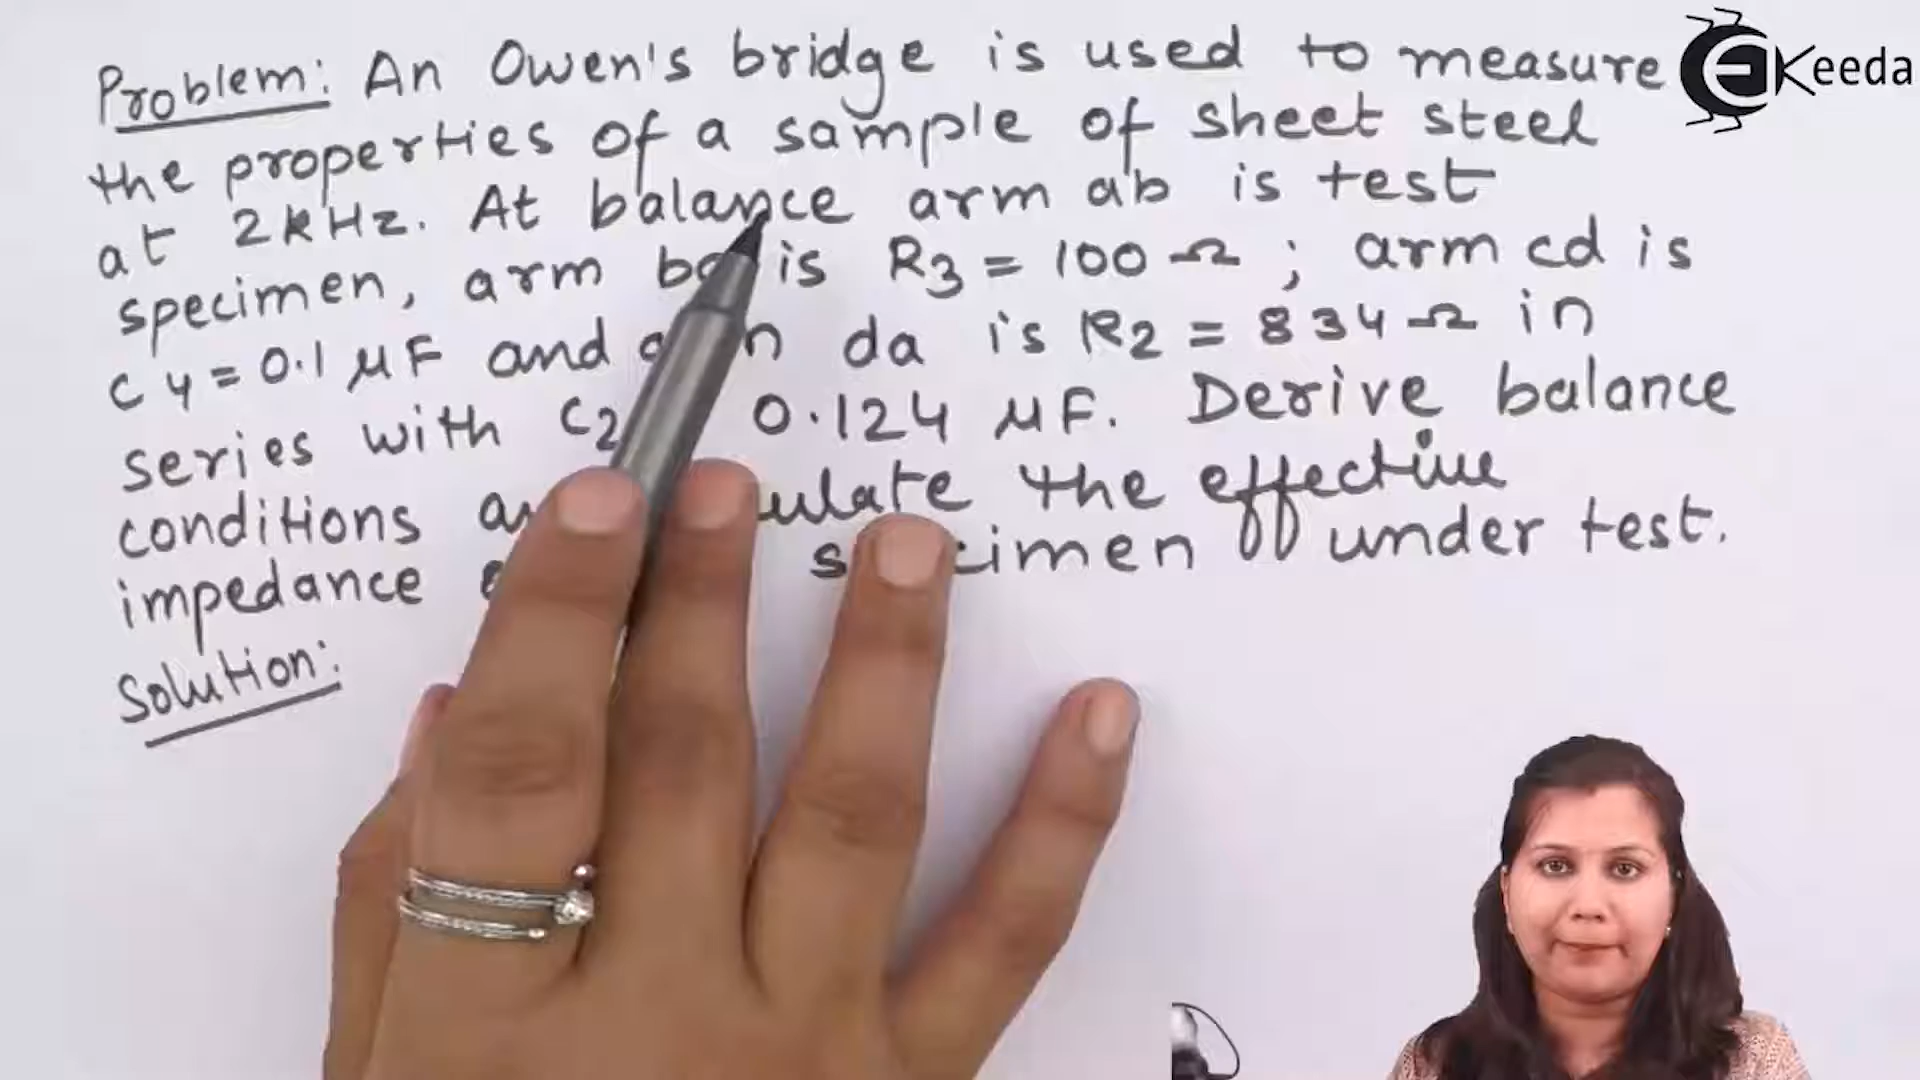 Problem: An Owen's bridge is used to measure
EKeeda
the properties of a sample of sheet steel
at 2kHz. At balance arm ab is test
specimen, arm is R3 = 100 Ω ; arm cd is
C4 = 0.1 μF and da is R2 = 834 Ω in
series with C2 0.124 μF. Derive balance
conditions the effective
impedance under test.
Solution: